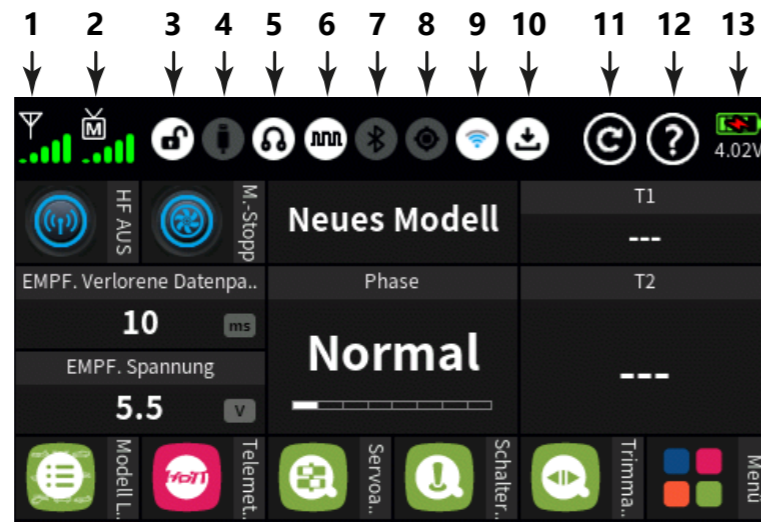 1 2 3 4 5 6 7 8 9 10 11 12 13
M
?
4.02V
HF AUS
M.-Stopp
Neues Modell
T1
---
EMPF. Verlorene Datenpa..
10 ms
Phase
Normal
T2
---
EMPF. Spannung
5.5 V
Modell L..
HoTT
Telemet..
Servoa..
Schalter..
Trimma..
Menü